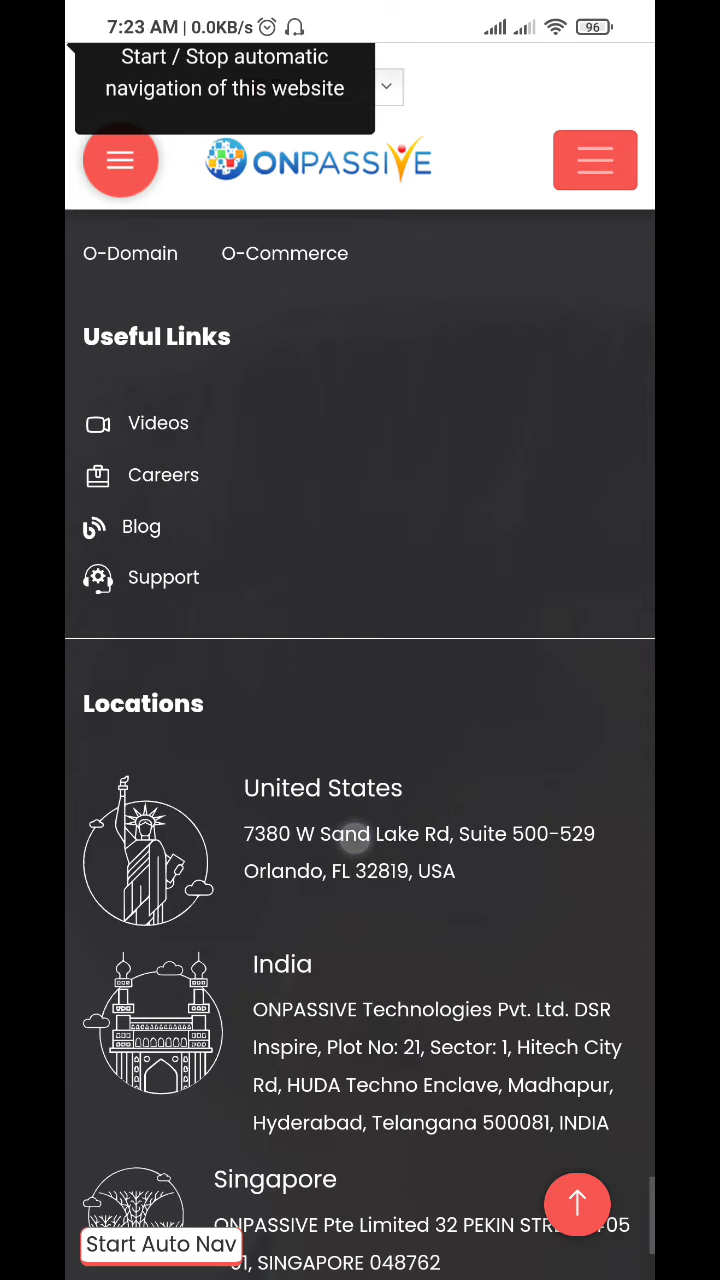 7:23 AM | 0.0KB/s
96
Start / Stop automatic
navigation of this website
ONPASSIVE
O-Domain O-Commerce
Useful Links
Videos
Careers
Blog
Support
Locations
United States
7380 W Sand Lake Rd, Suite 500-529
Orlando, FL 32819, USA
India
ONPASSIVE Technologies Pvt. Ltd. DSR
Inspire, Plot No: 21, Sector: 1, Hitech City
Rd, HUDA Techno Enclave, Madhapur,
Hyderabad, Telangana 500081, INDIA
Singapore
ONPASSIVE Pte Limited 32 PEKIN
SINGAPORE 048762
Start Auto Nav